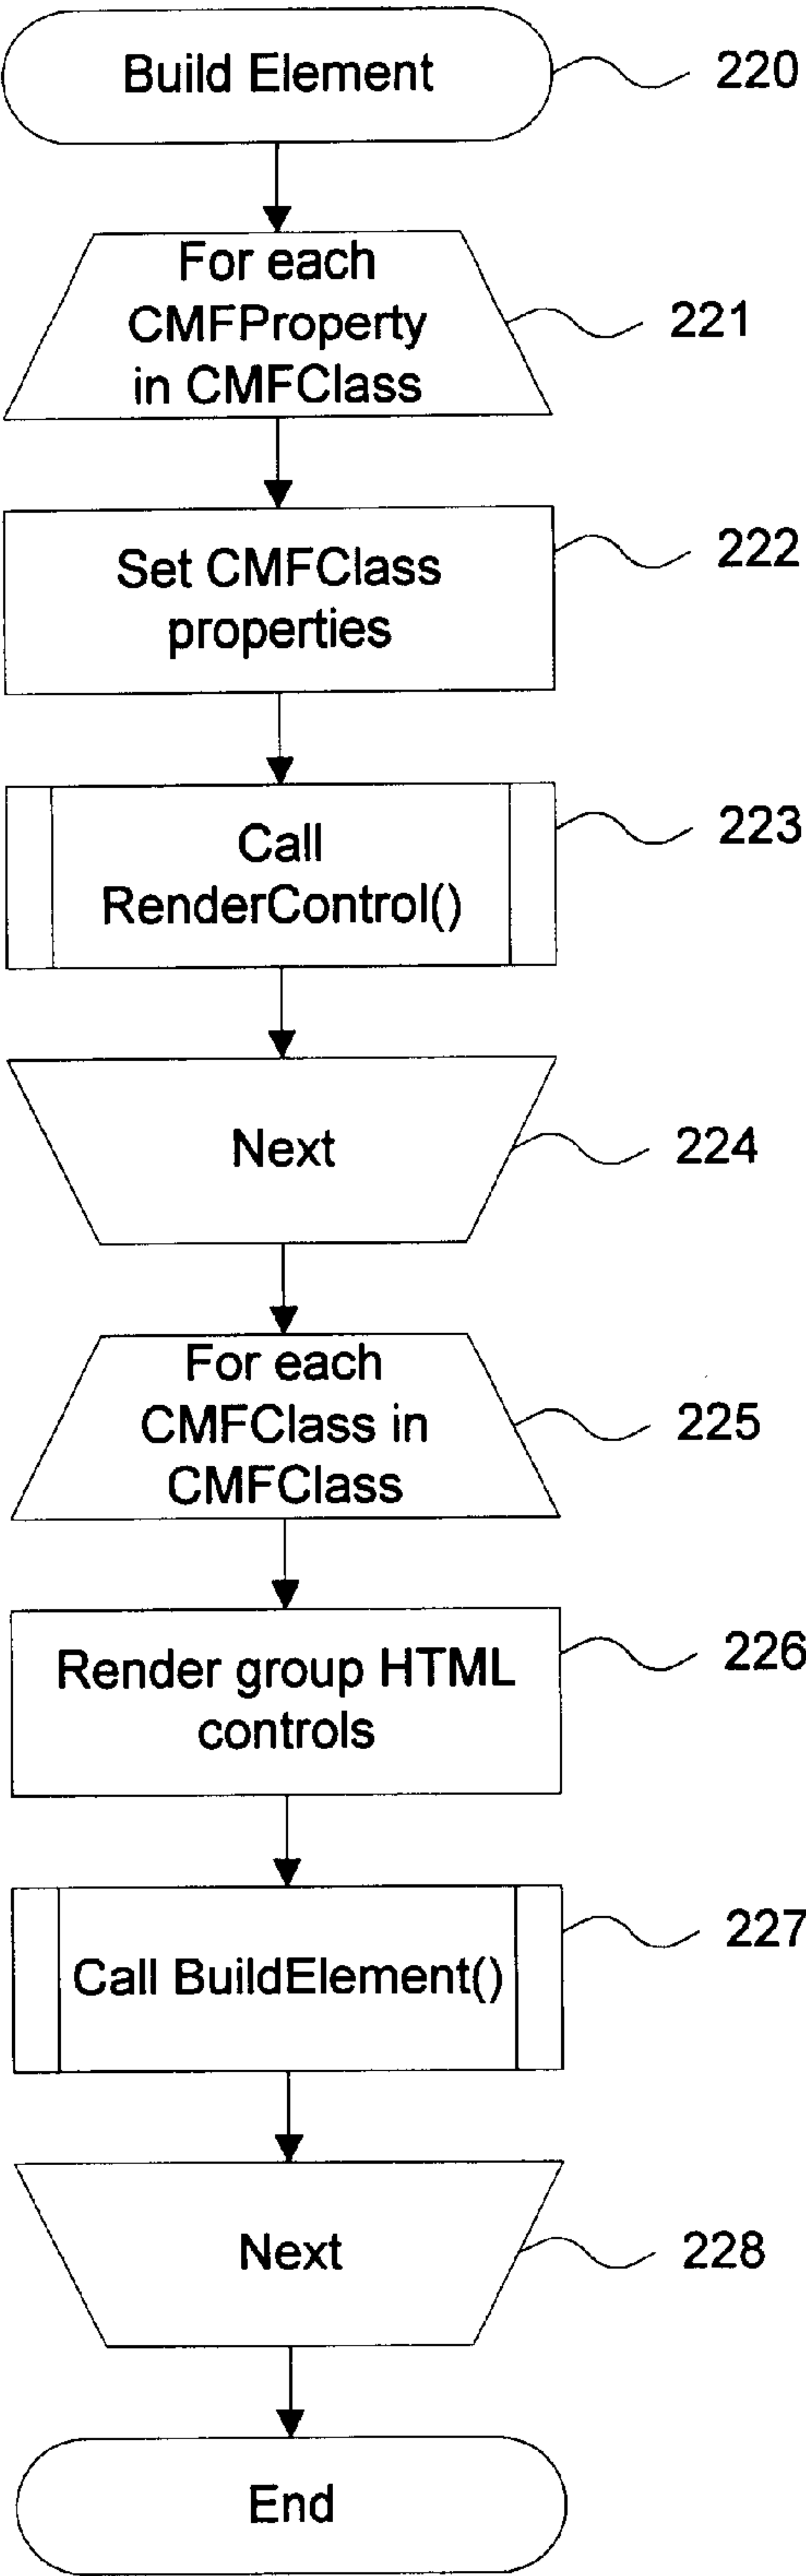 Build Element
220
For each
CMFProperty
in CMFClass
221
Set CMFClass
properties
222
Call
RenderControl()
223
Next
224
For each
CMFClass in
CMFClass
225
Render group HTML
controls
226
Call BuildElement()
227
Next
228
End